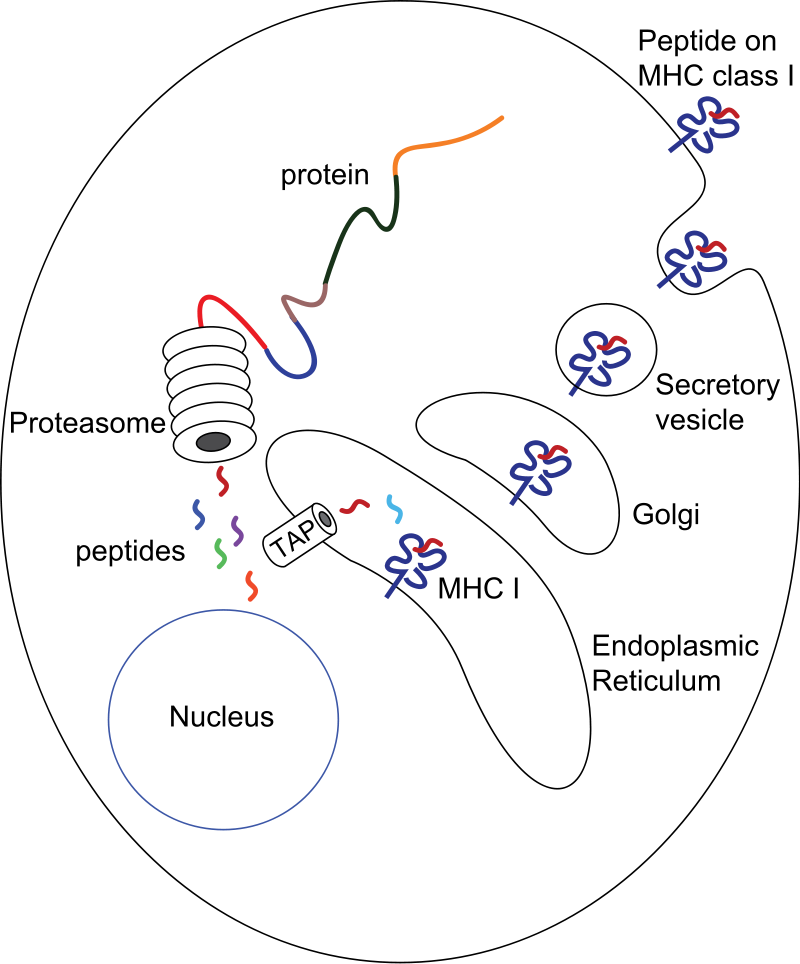 Peptide on
MHC class I
protein
Secretory
vesicle
Proteasome
Golgi
TAP
peptides
MHC I
Endoplasmic
Reticulum
Nucleus